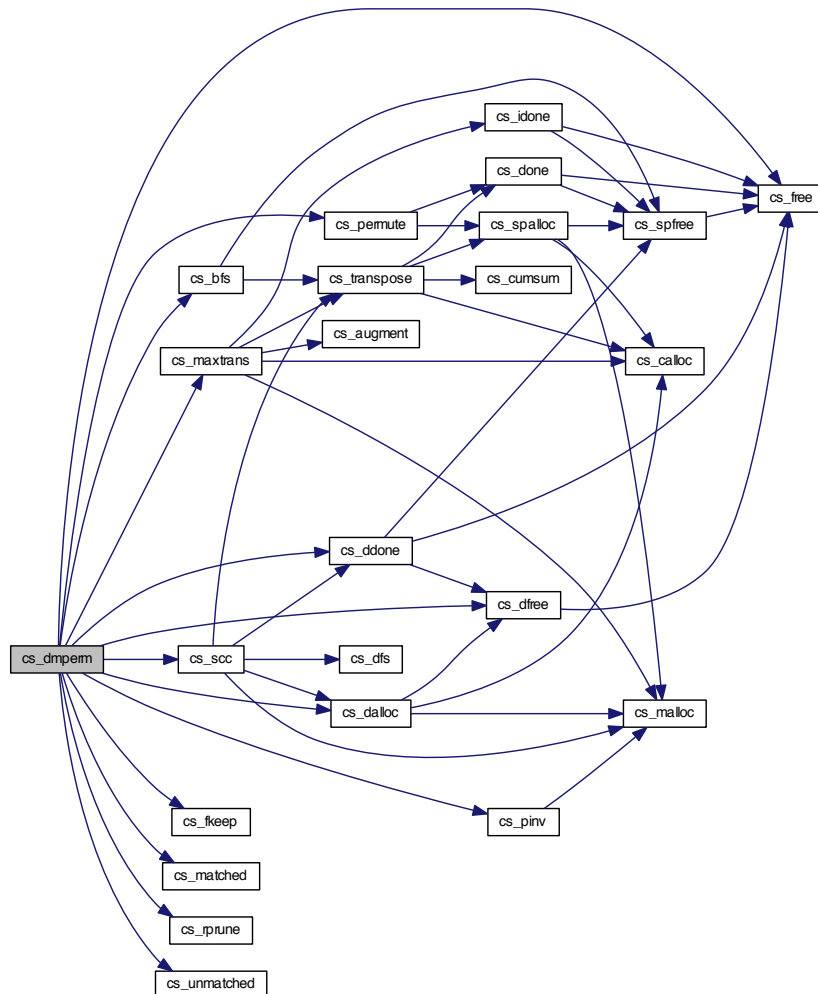 cs_idone
cs_done
cs_free
cs_permute
cs_spalloc
cs_spfree
cs_bfs
cs_transpose
cs_cumsum
cs_augment
cs_maxtrans
cs_calloc
cs_ddone
cs_dfree
cs_dmperm
cs_scc
cs_dfs
cs_dalloc
cs_malloc
cs_fkeep
cs_pinv
cs_matched
cs_rprune
cs_unmatched